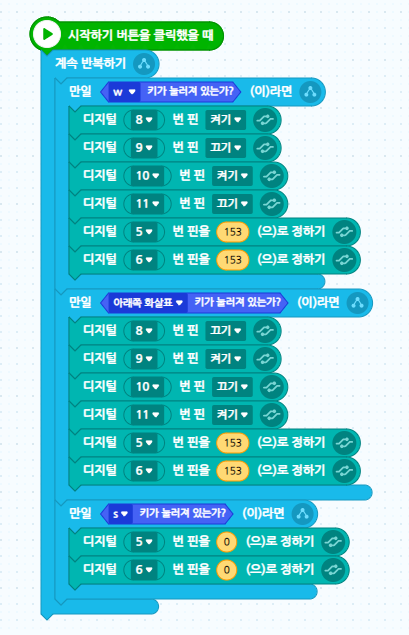 시작하기 버튼을 클릭했을 때
계속 반복하기
만일 w 키가 눌러져 있는가? (이)라면
디지털 8 번 핀 켜기
디지털 9 번 핀 끄기
디지털 10 번 핀 켜기
디지털 11 번 핀 끄기
디지털 5 번 핀을 153 (으)로 정하기
디지털 6 번 핀을 153 (으)로 정하기
만일 아래쪽 화살표 키가 눌러져 있는가? (이)라면
디지털 8 번 핀 끄기
디지털 9 번 핀 켜기
디지털 10 번 핀 끄기
디지털 11 번 핀 켜기
디지털 5 번 핀을 153 (으)로 정하기
디지털 6 번 핀을 153 (으)로 정하기
만일 s 키가 눌러져 있는가? (이)라면
디지털 5 번 핀을 0 (으)로 정하기
디지털 6 번 핀을 0 (으)로 정하기